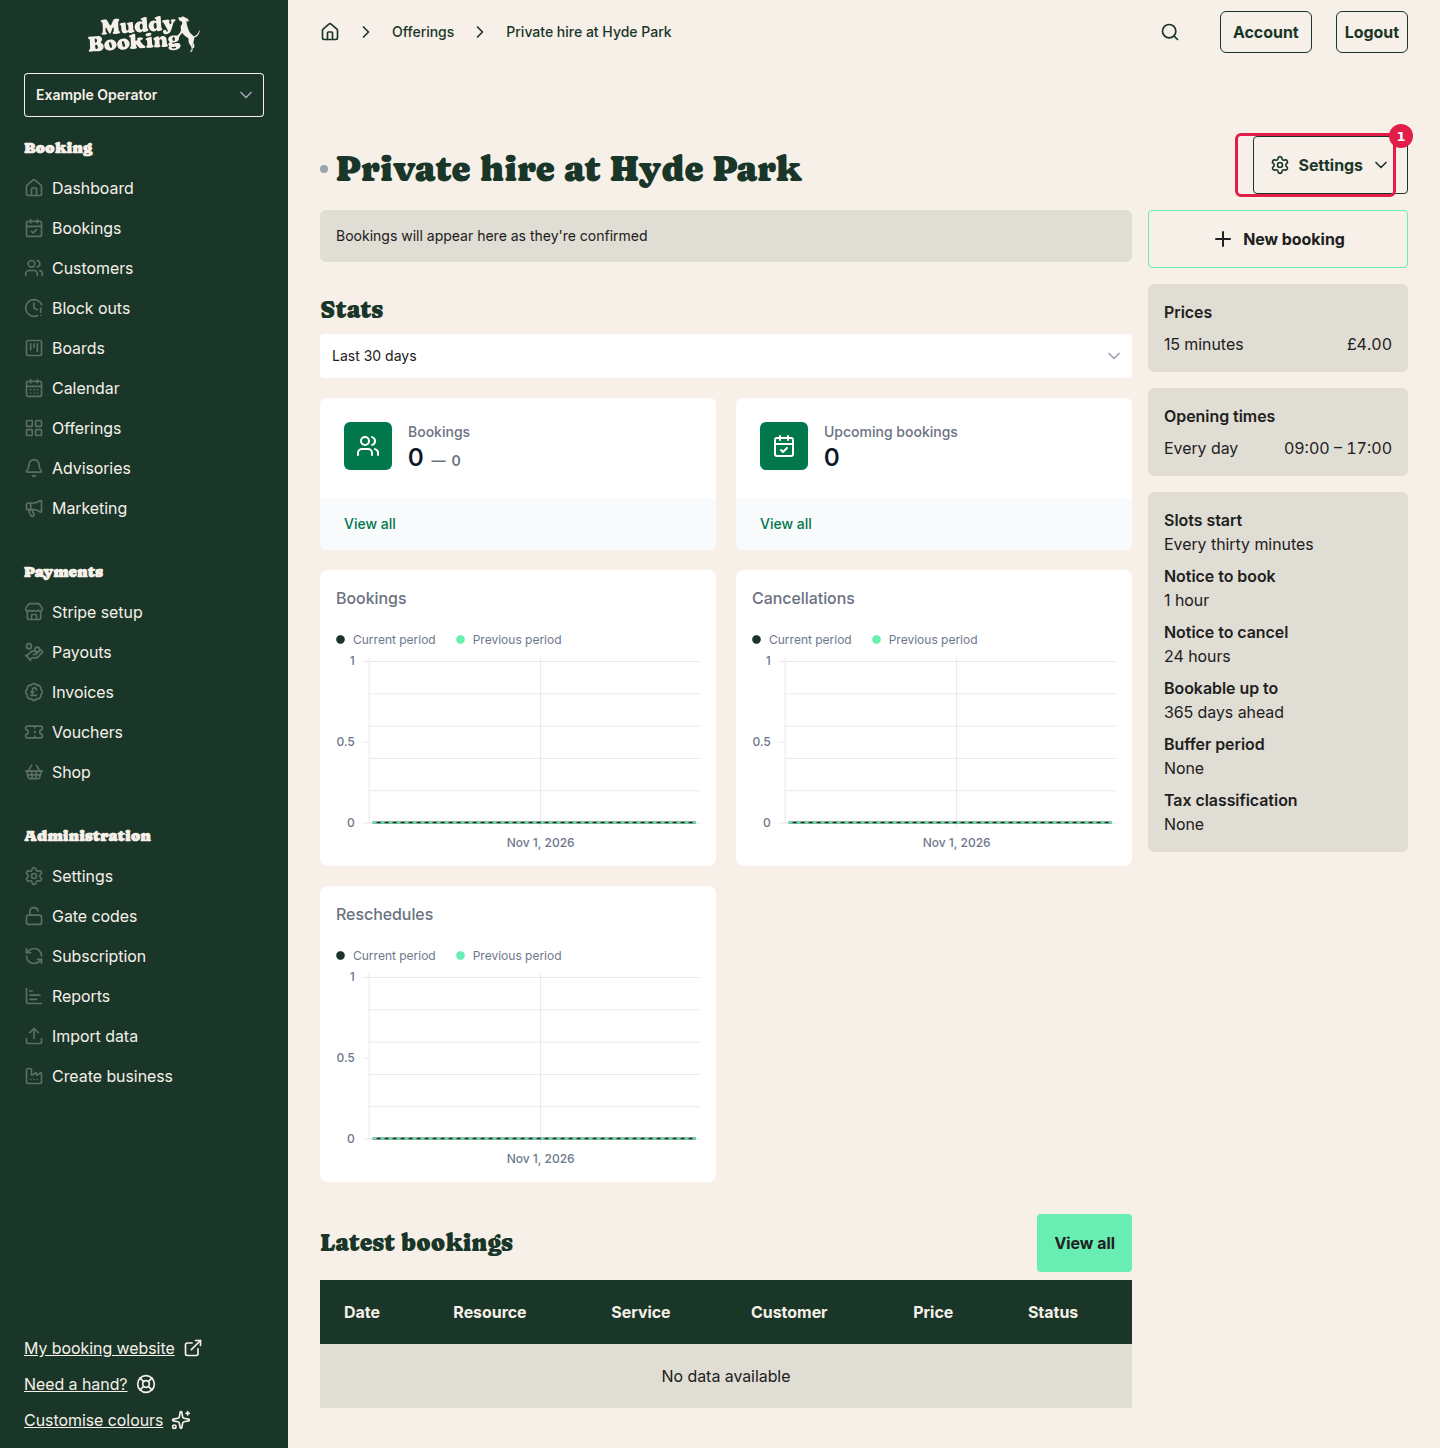 Muddy
Booking
Example Operator
Booking
Dashboard
Bookings
Customers
Block outs
Boards
Calendar
Offerings
Advisories
Marketing
Payments
Stripe setup
Payouts
Invoices
Vouchers
Shop
Administration
Settings
Gate codes
Subscription
Reports
Import data
Create business
My booking website
Need a hand?
Customise colours
Offerings
Private hire at Hyde Park
Account
Logout
Private hire at Hyde Park
Settings
1
Bookings will appear here as they're confirmed
New booking
Stats
Last 30 days
Bookings
0 — 0
View all
Upcoming bookings
0
View all
Bookings
Current period Previous period
1
0.5
0
Nov 1, 2026
Cancellations
Current period Previous period
1
0.5
0
Nov 1, 2026
Reschedules
Current period Previous period
1
0.5
0
Nov 1, 2026
Prices
15 minutes £4.00
Opening times
Every day 09:00 – 17:00
Slots start
Every thirty minutes
Notice to book
1 hour
Notice to cancel
24 hours
Bookable up to
365 days ahead
Buffer period
None
Tax classification
None
Latest bookings
View all
Date Resource Service Customer Price Status
No data available